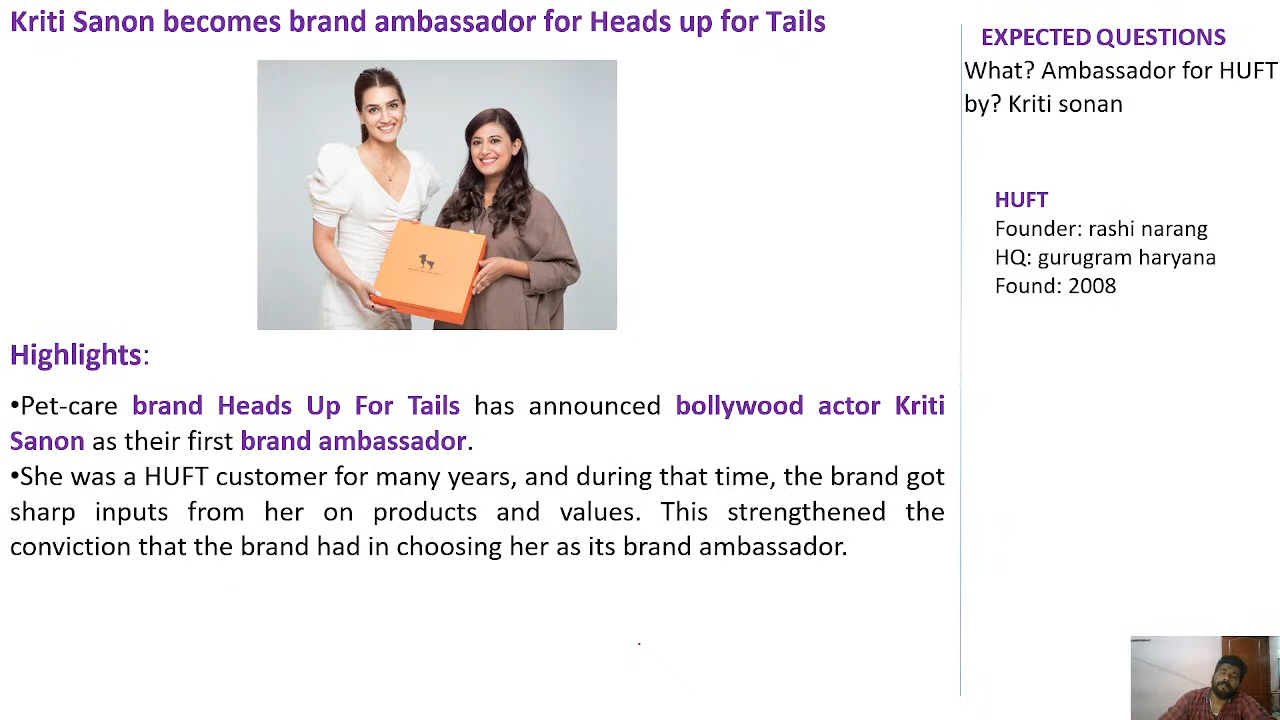 Kriti Sanon becomes brand ambassador for Heads up for Tails
Highlights:
•Pet-care brand Heads Up For Tails has announced bollywood actor Kriti
Sanon as their first brand ambassador.
•She was a HUFT customer for many years, and during that time, the brand got
sharp inputs from her on products and values. This strengthened the
conviction that the brand had in choosing her as its brand ambassador.
EXPECTED QUESTIONS
What? Ambassador for HUFT
by? Kriti sonan
HUFT
Founder: rashi narang
HQ: gurugram haryana
Found: 2008